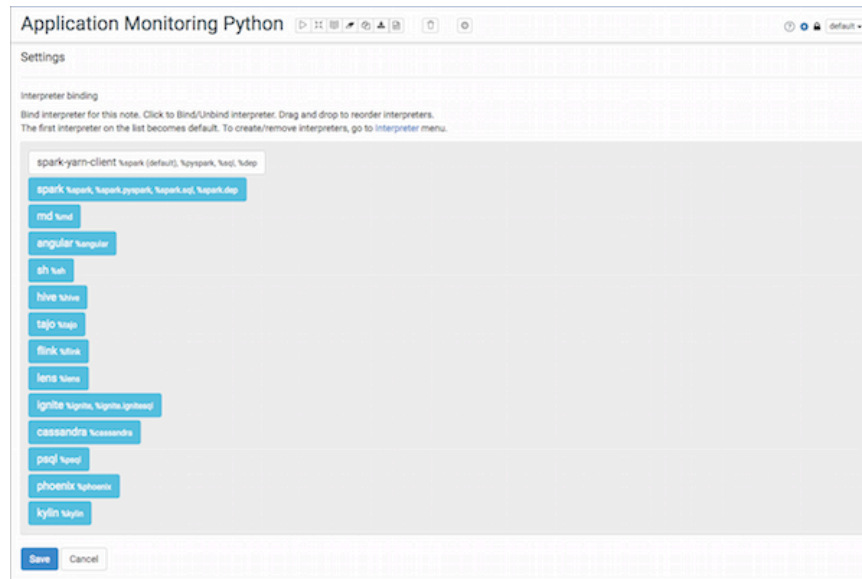 Application Monitoring Python
default
Settings
Interpreter binding
Bind interpreter for this note. Click to Bind/Unbind interpreter. Drag and drop to reorder interpreters.
The first interpreter on the list becomes default. To create/remove interpreters, go to Interpreter menu.
spark-yarn-client %spark (default), %pyspark, %sql, %dep
spark %spark, %spark.pyspark, %spark.sql, %spark.dep
md %md
angular %angular
sh %sh
hive %hive
tajo %tajo
flink %flink
lens %lens
ignite %ignite, %ignite.ignitesql
cassandra %cassandra
psql %psql
phoenix %phoenix
kylin %kylin
Save Cancel